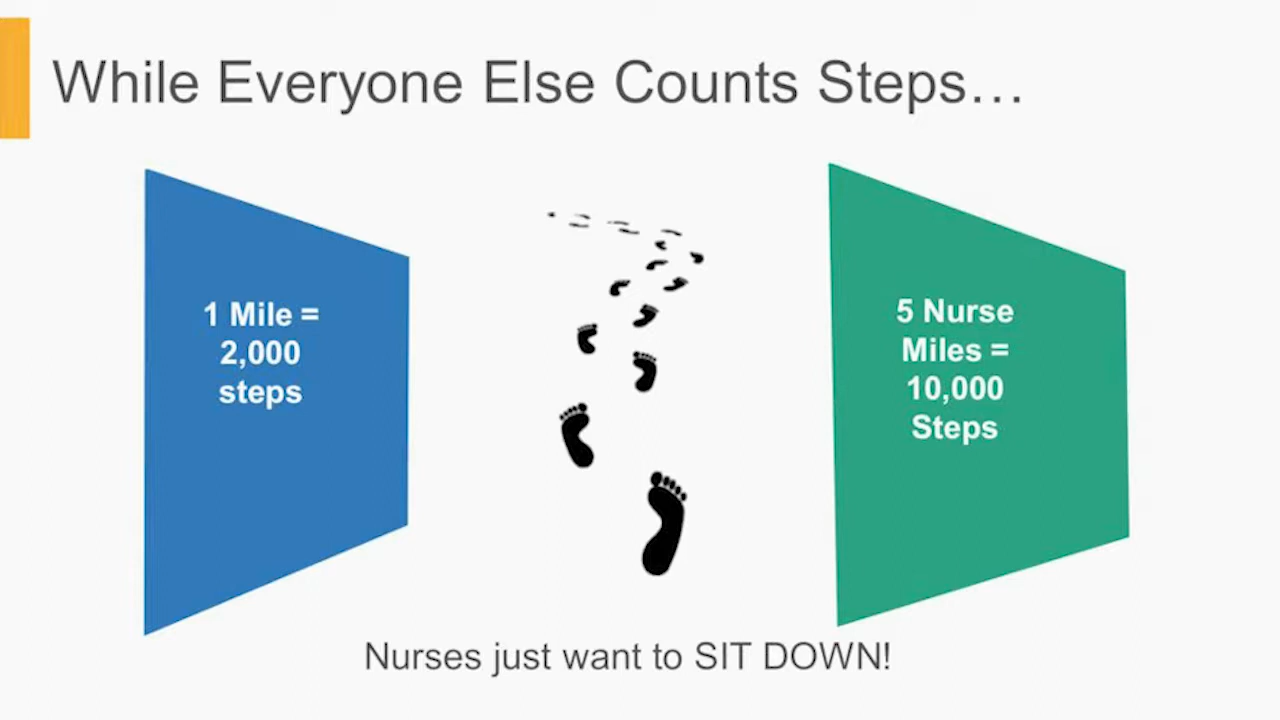 While Everyone Else Counts Steps…
1 Mile =
2,000
steps
5 Nurse
Miles =
10,000
Steps
Nurses just want to SIT DOWN!